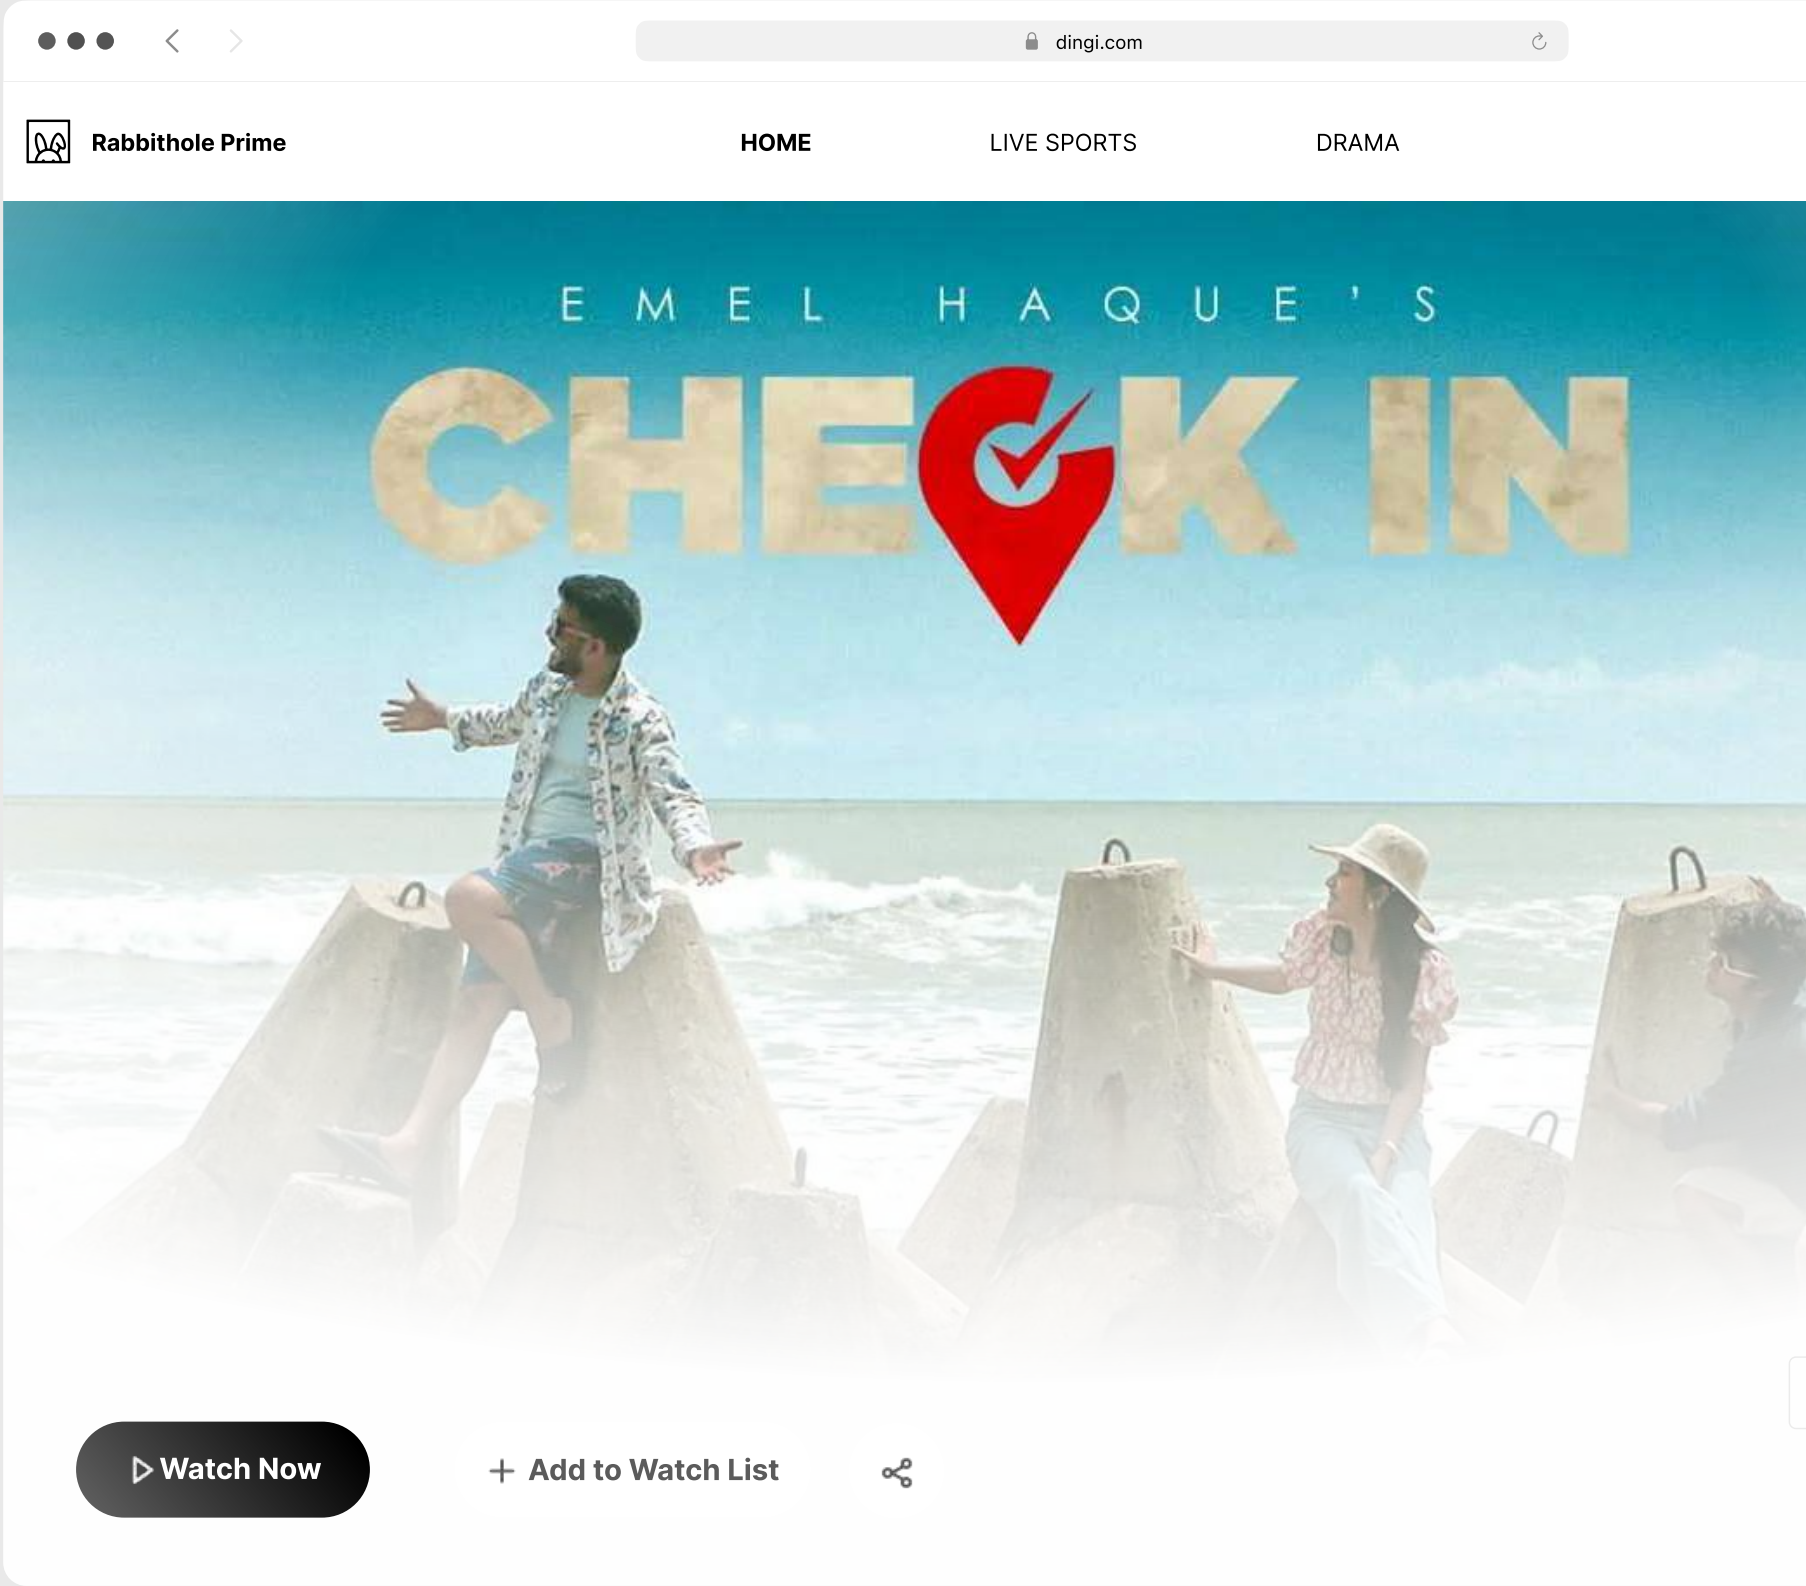 dingi.com
Rabbithole Prime
HOME
LIVE SPORTS
DRAMA
EMEL HAQUE'S
CHECK IN
Watch Now
+ Add to Watch List